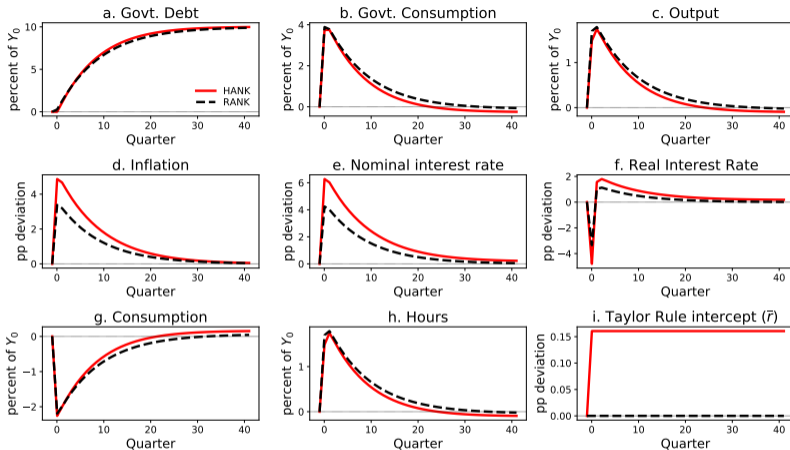 a. Govt. Debt
percent of Y0
10
5
0
HANK
RANK
0 10 20 30 40
Quarter
b. Govt. Consumption
percent of Y0
4
2
0
0 10 20 30 40
Quarter
c. Output
percent of Y0
1
0
0 10 20 30 40
Quarter
d. Inflation
pp deviation
4
2
0
0 10 20 30 40
Quarter
e. Nominal interest rate
pp deviation
6
4
2
0
0 10 20 30 40
Quarter
f. Real Interest Rate
pp deviation
2
0
−2
−4
0 10 20 30 40
Quarter
g. Consumption
percent of Y0
0
−1
−2
0 10 20 30 40
Quarter
h. Hours
percent of Y0
1
0
0 10 20 30 40
Quarter
i. Taylor Rule intercept (r̅)
pp deviation
0.15
0.10
0.05
0.00
0 10 20 30 40
Quarter